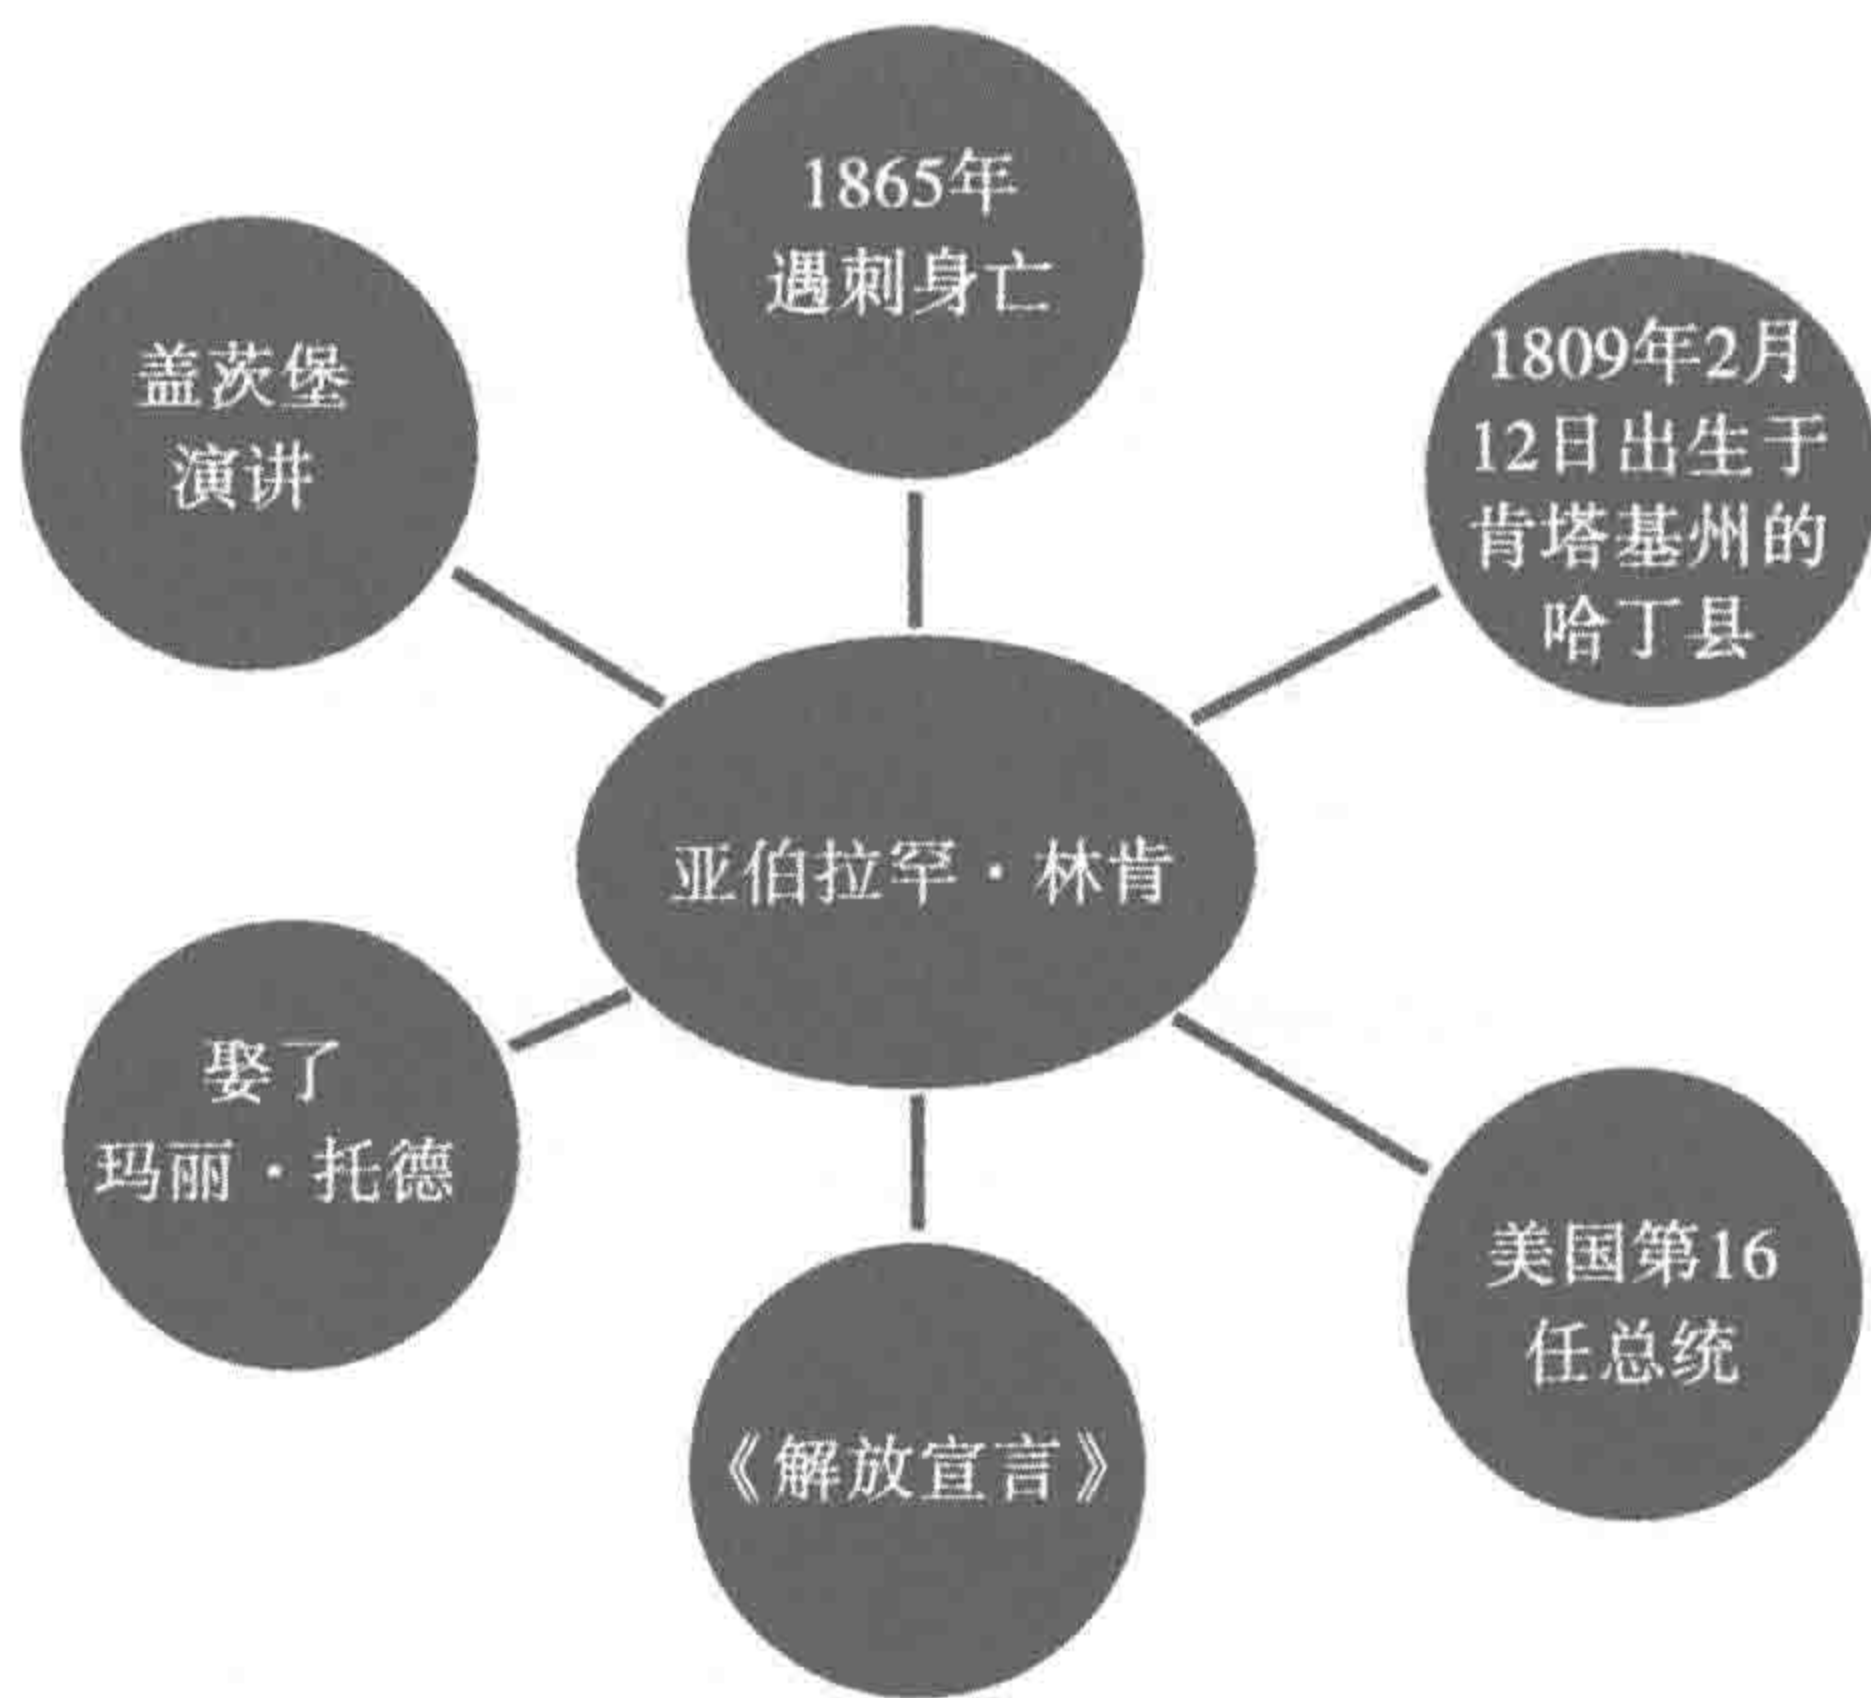 1865年
遇刺身亡
盖茨堡
演讲
1809年2月
12日出生于
肯塔基州的
哈丁县
亚伯拉罕·林肯
娶了
玛丽·托德
美国第16
任总统
《解放宣言》